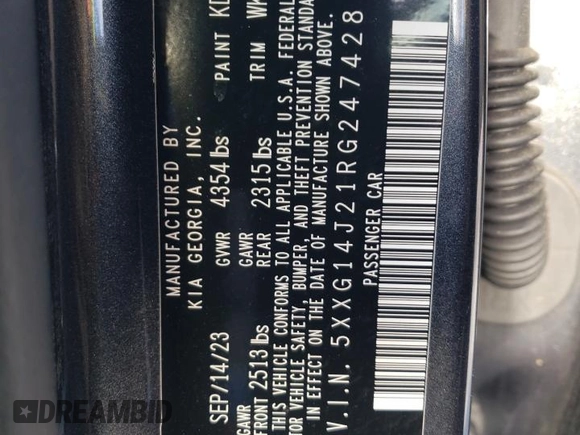 MANUFACTURED BY
KIA GEORGIA, INC.
SEP/14/23 GVWR 4354 lbs PAINT
GAWR GAWR TRIM
FRONT 2513 lbs REAR 2315 lbs
THIS VEHICLE CONFORMS TO ALL APPLICABLE U.S.A. FEDERAL
VEHICLE SAFETY, BUMPER, AND THEFT PREVENTION
IN EFFECT ON THE DATE OF MANUFACTURE SHOWN ABOVE.
V.I.N. 5XXG14J21RG247428
PASSENGER CAR
DREAMBID